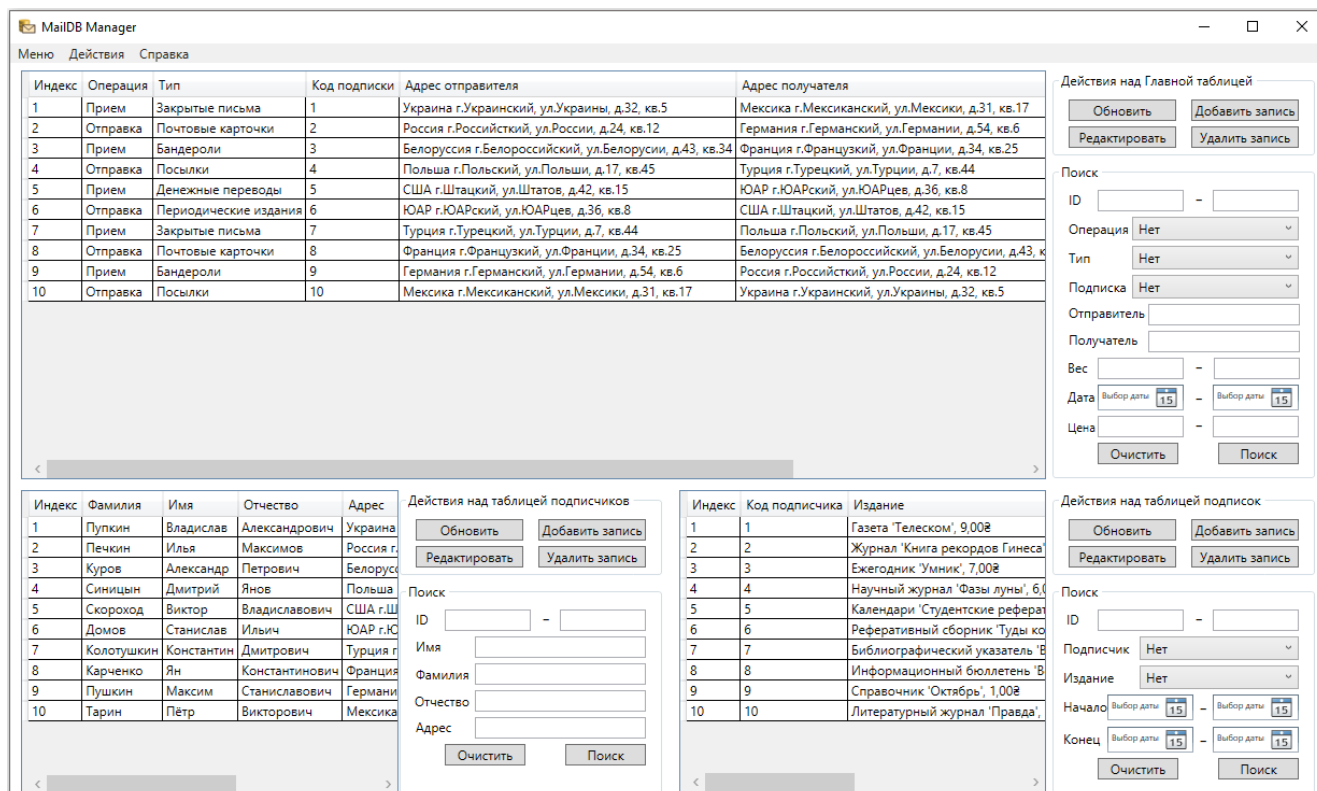 MailDB Manager
Меню Действия Справка
Индекс Операция Тип Код подписки Адрес отправителя Адрес получателя
1 Прием Закрытые письма 1 Украина г.Украинский, ул.Украины, д.32, кв.5 Мексика г.Мексиканский, ул.Мексики, д.31, кв.17
2 Отправка Почтовые карточки 2 Россия г.Российсткий, ул.России, д.24, кв.12 Германия г.Германский, ул.Германии, д.54, кв.6
3 Прием Бандероли 3 Белоруссия г.Белороссийский, ул.Белорусии, д.43, кв.34 Франция г.Французкий, ул.Франции, д.34, кв.25
4 Отправка Посылки 4 Польша г.Польский, ул.Польши, д.17, кв.45 Турция г.Турецкий, ул.Турции, д.7, кв.44
5 Прием Денежные переводы 5 США г.Штацкий, ул.Штатов, д.42, кв.15 ЮАР г.ЮАРский, ул.ЮАРцев, д.36, кв.8
6 Отправка Периодические издания 6 ЮАР г.ЮАРский, ул.ЮАРцев, д.36, кв.8 США г.Штацкий, ул.Штатов, д.42, кв.15
7 Прием Закрытые письма 7 Турция г.Турецкий, ул.Турции, д.7, кв.44 Польша г.Польский, ул.Польши, д.17, кв.45
8 Отправка Почтовые карточки 8 Франция г.Французкий, ул.Франции, д.34, кв.25 Белоруссия г.Белороссийский, ул.Белорусии, д.43, к
9 Прием Бандероли 9 Германия г.Германский, ул.Германии, д.54, кв.6 Россия г.Российсткий, ул.России, д.24, кв.12
10 Отправка Посылки 10 Мексика г.Мексиканский, ул.Мексики, д.31, кв.17 Украина г.Украинский, ул.Украины, д.32, кв.5
Действия над Главной таблицей
Обновить Добавить запись
Редактировать Удалить запись
Поиск
ID –
Операция Нет
Тип Нет
Подписка Нет
Отправитель
Получатель
Вес –
Дата Выбор даты 15 – Выбор даты 15
Цена –
Очистить Поиск
Индекс Фамилия Имя Отчество Адрес
1 Пупкин Владислав Александрович Украина
2 Печкин Илья Максимов Россия г.
3 Куров Александр Петрович Белорусс
4 Синицын Дмитрий Янов Польша
5 Скороход Виктор Владиславович США г.Ш
6 Домов Станислав Ильич ЮАР г.Ю
7 Колотушкин Константин Дмитрович Турция г
8 Карченко Ян Константинович Франция
9 Пушкин Максим Станиславович Германи
10 Тарин Пётр Викторович Мексика
Действия над таблицей подписчиков
Обновить Добавить запись
Редактировать Удалить запись
Поиск
ID –
Имя
Фамилия
Отчество
Адрес
Очистить Поиск
Индекс Код подписчика Издание
1 1 Газета 'Телеском', 9,00₴
2 2 Журнал 'Книга рекордов Гинеса'
3 3 Ежегодник 'Умник', 7,00₴
4 4 Научный журнал 'Фазы луны', 6,0
5 5 Календари 'Студентские реферат
6 6 Реферативный сборник 'Туды ко
7 7 Библиографический указатель 'В
8 8 Информационный бюллетень 'В
9 9 Справочник 'Октябрь', 1,00₴
10 10 Литературный журнал 'Правда',
Действия над таблицей подписок
Обновить Добавить запись
Редактировать Удалить запись
Поиск
ID –
Подписчик Нет
Издание Нет
Начало Выбор даты 15 – Выбор даты 15
Конец Выбор даты 15 – Выбор даты 15
Очистить Поиск